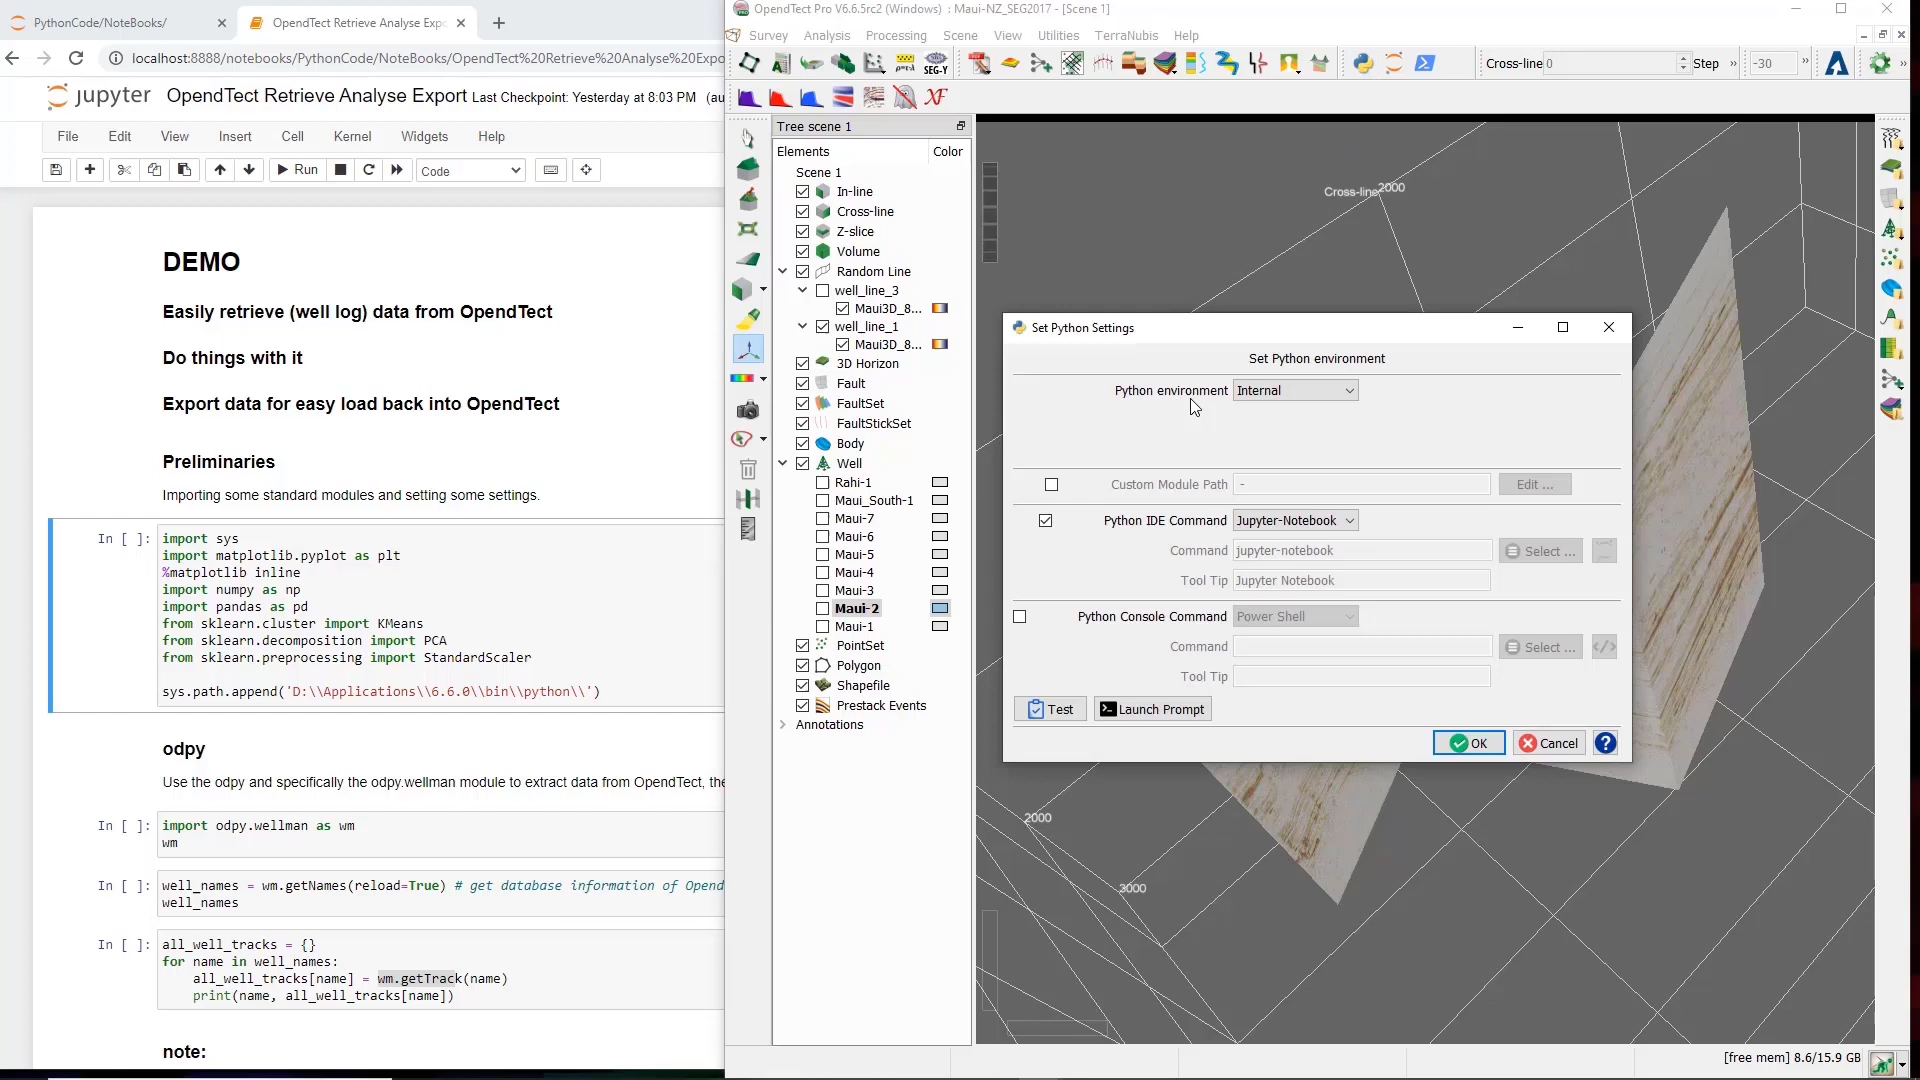 PythonCode/NoteBooks/
OpendTect Retrieve Analyse Expo
localhost:8888/notebooks/PythonCode/NoteBooks/OpendTect%20Retrieve%20Analyse%20Expo
jupyter OpendTect Retrieve Analyse Export Last Checkpoint: Yesterday at 8:03 PM (au
File Edit View Insert Cell Kernel Widgets Help
Run Code
DEMO
Easily retrieve (well log) data from OpendTect
Do things with it
Export data for easy load back into OpendTect
Preliminaries
Importing some standard modules and setting some settings.
In [ ]: import sys
import matplotlib.pyplot as plt
%matplotlib inline
import numpy as np
import pandas as pd
from sklearn.cluster import KMeans
from sklearn.decomposition import PCA
from sklearn.preprocessing import StandardScaler
sys.path.append('D:\\Applications\\6.6.0\\bin\\python\\')
odpy
Use the odpy and specifically the odpy.wellman module to extract data from OpendTect, the
In [ ]: import odpy.wellman as wm
wm
In [ ]: well_names = wm.getNames(reload=True) # get database information of Opend
well_names
In [ ]: all_well_tracks = {}
for name in well_names:
all_well_tracks[name] = wm.getTrack(name)
print(name, all_well_tracks[name])
note:
OpendTect Pro V6.6.5rc2 (Windows) : Maui-NZ_SEG2017 - [Scene 1]
Survey Analysis Processing Scene View Utilities TerraNubis Help
SEG-Y
Cross-line 0 Step » -30 »
XF
Tree scene 1
Elements Color
Scene 1
In-line
Cross-line
Z-slice
Volume
Random Line
well_line_3
Maui3D_8...
well_line_1
Maui3D_8...
3D Horizon
Fault
FaultSet
FaultStickSet
Body
Well
Rahi-1
Maui_South-1
Maui-7
Maui-6
Maui-5
Maui-4
Maui-3
Maui-2
Maui-1
PointSet
Polygon
Shapefile
Prestack Events
Annotations
Cross-line 2000
2000
3000
Set Python Settings
Set Python environment
Python environment Internal
Custom Module Path - Edit ...
Python IDE Command Jupyter-Notebook
Command jupyter-notebook Select ...
Tool Tip Jupyter Notebook
Python Console Command Power Shell
Command Select ... </>
Tool Tip
Test Launch Prompt
OK Cancel ?
[free mem] 8.6/15.9 GB